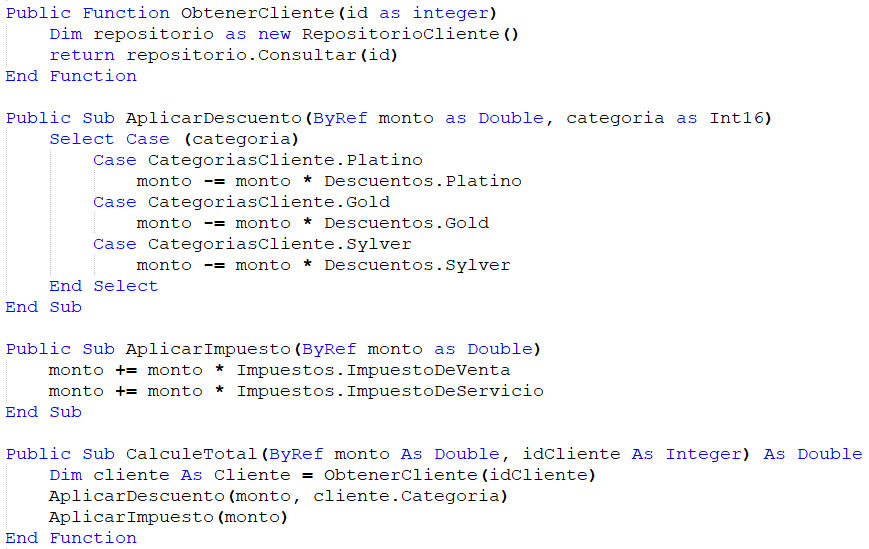 Public Function ObtenerCliente(id as integer)
    Dim repositorio as new RepositorioCliente()
    return repositorio.Consultar(id)
End Function

Public Sub AplicarDescuento(ByRef monto as Double, categoria as Int16)
    Select Case (categoria)
        Case CategoriasCliente.Platino
            monto -= monto * Descuentos.Platino
        Case CategoriasCliente.Gold
            monto -= monto * Descuentos.Gold
        Case CategoriasCliente.Sylver
            monto -= monto * Descuentos.Sylver
    End Select
End Sub

Public Sub AplicarImpuesto(ByRef monto as Double)
    monto += monto * Impuestos.ImpuestoDeVenta
    monto += monto * Impuestos.ImpuestoDeServicio
End Sub

Public Sub CalculeTotal(ByRef monto As Double, idCliente As Integer) As Double
    Dim cliente As Cliente = ObtenerCliente(idCliente)
    AplicarDescuento(monto, cliente.Categoria)
    AplicarImpuesto(monto)
End Function